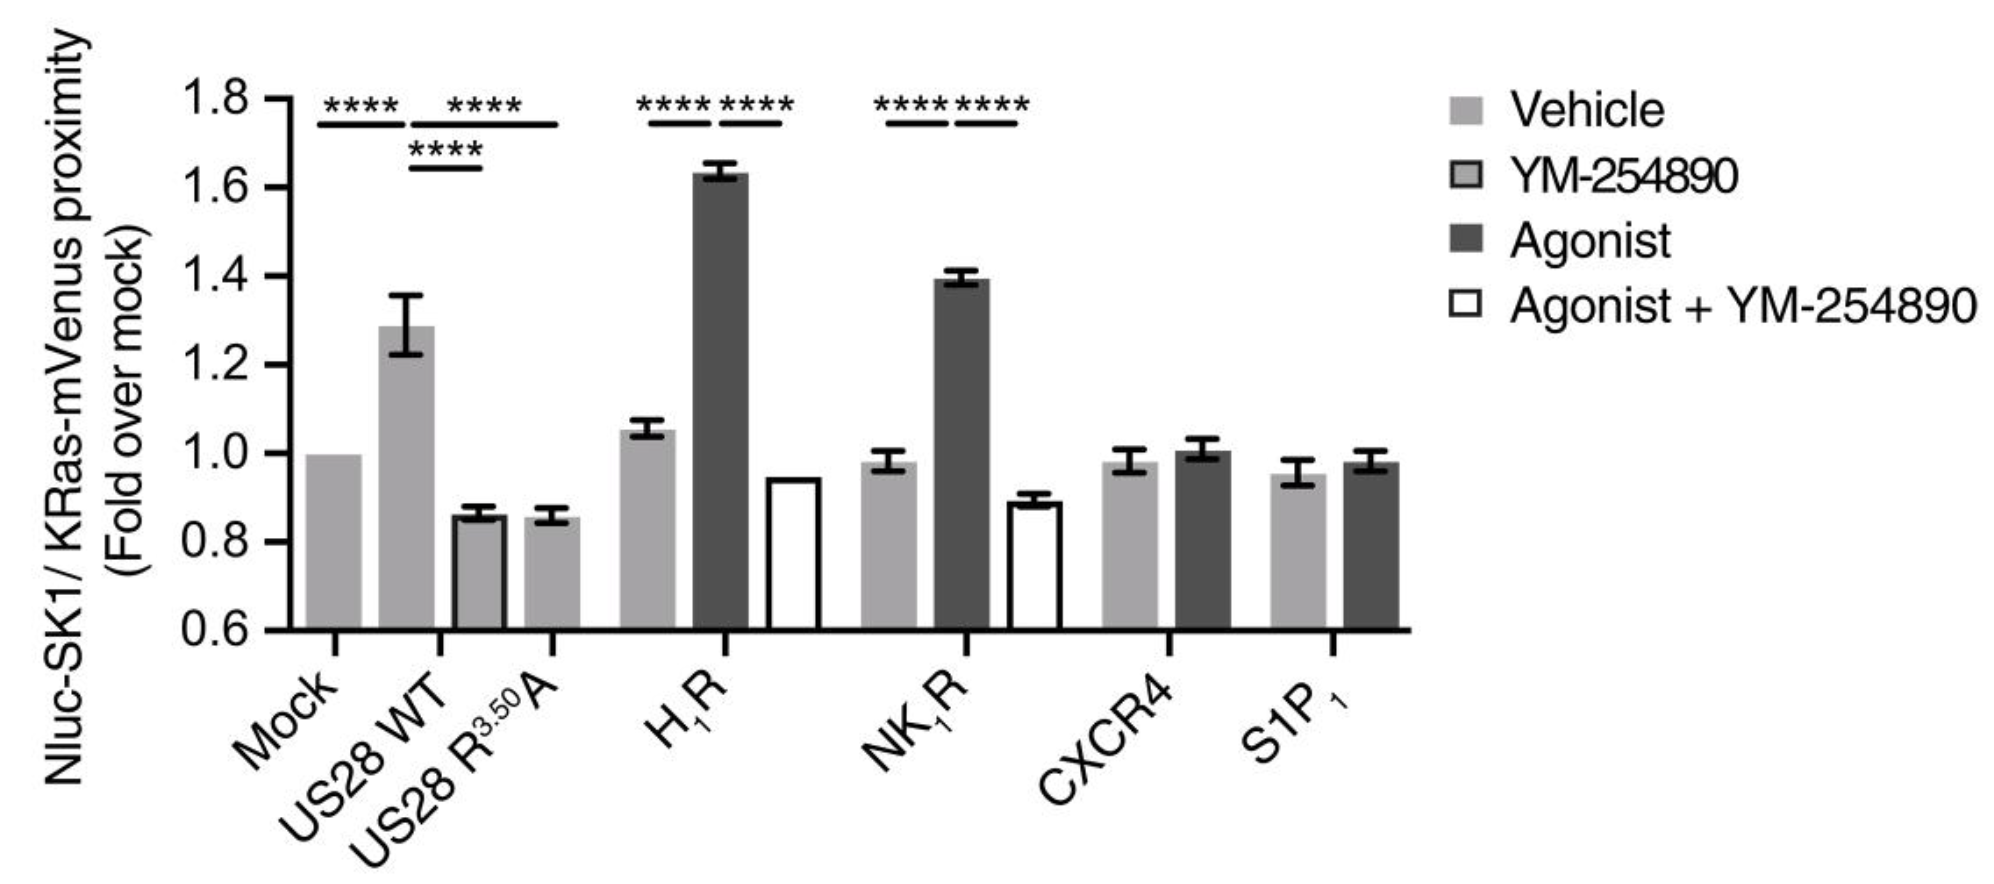 Nluc-SK1/ KRas-mVenus proximity
(Fold over mock)
1.8
1.6
1.4
1.2
1.0
0.8
0.6
**** ****
****
**** ****
**** ****
Mock
US28 WT
US28 R3.50A
H1R
NK1R
CXCR4
S1P1
Vehicle
YM-254890
Agonist
Agonist + YM-254890